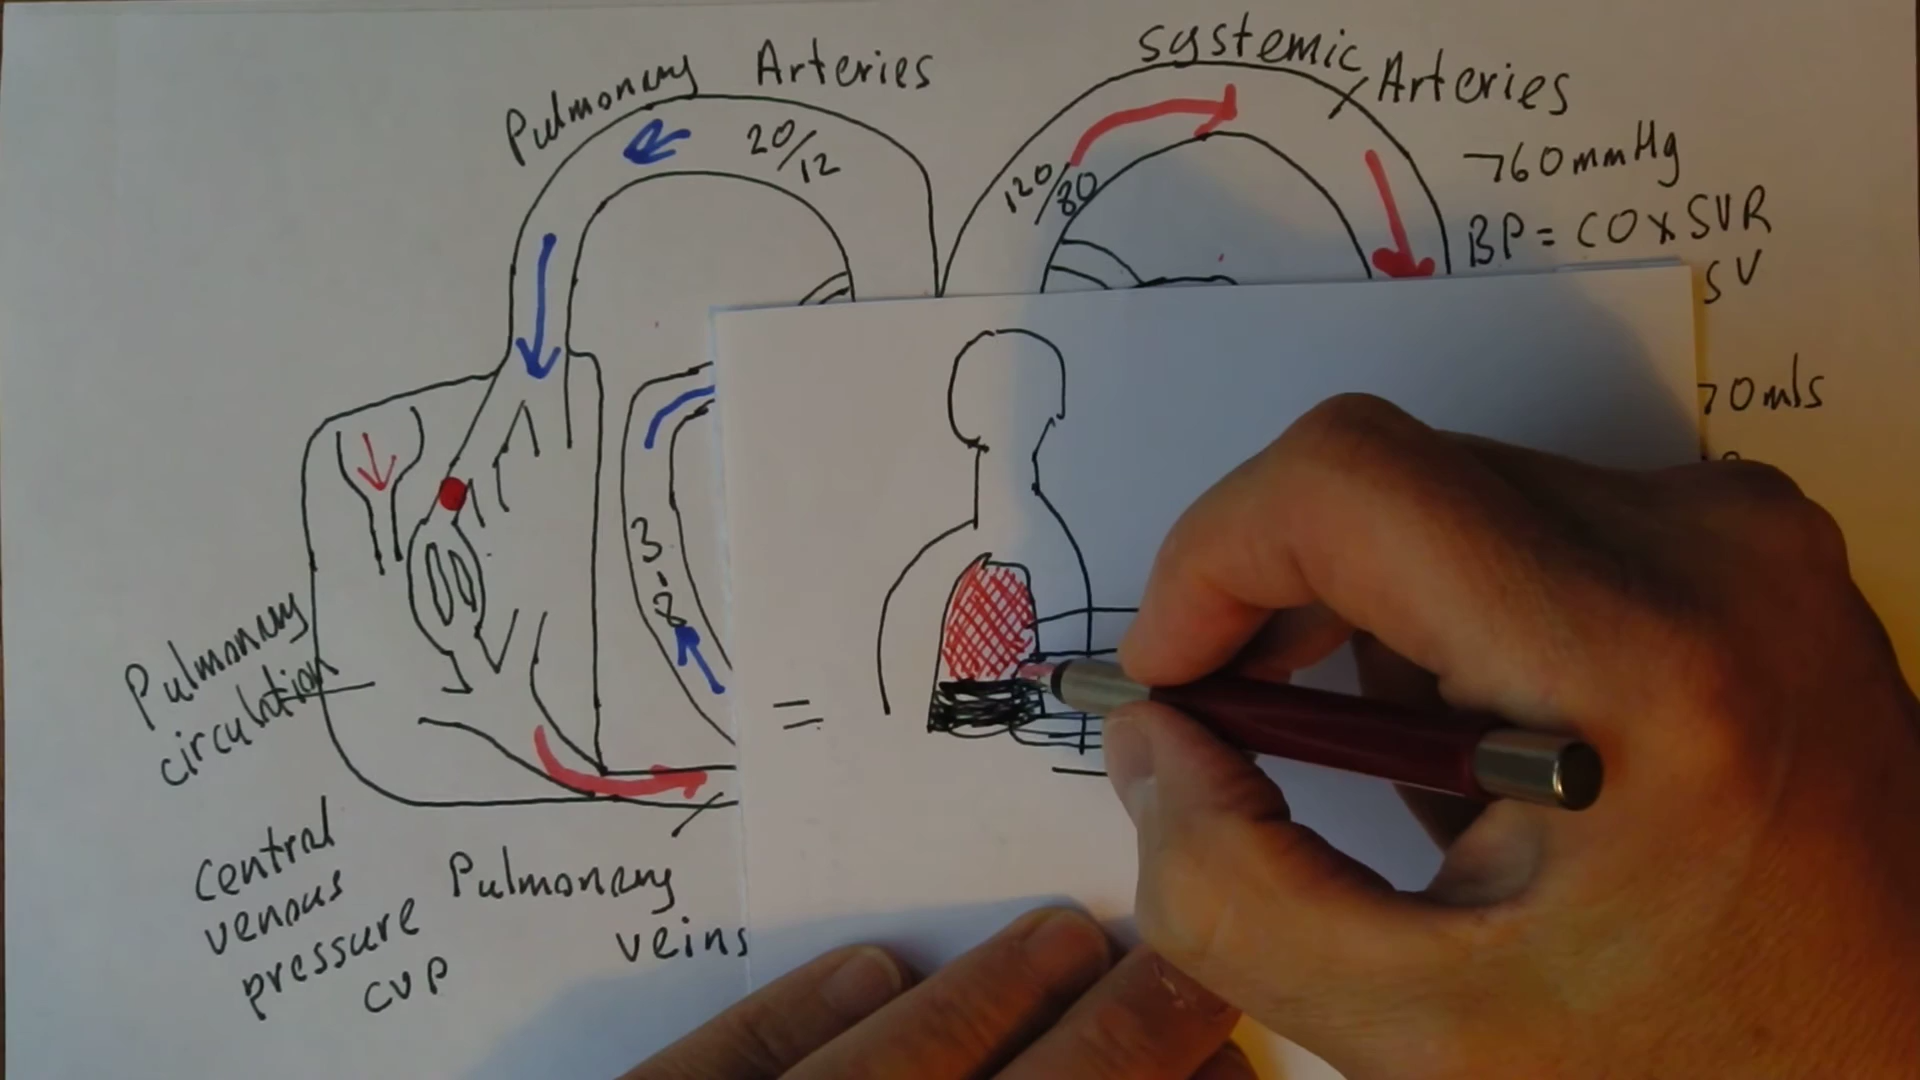 Pulmonary Arteries
systemic
Arteries
20/12
120/80
760mmHg
BP = CO x SVR
SV
70mls
3-8
Pulmonary
circulation
=
central
venous
pressure
CVP
Pulmonary
veins